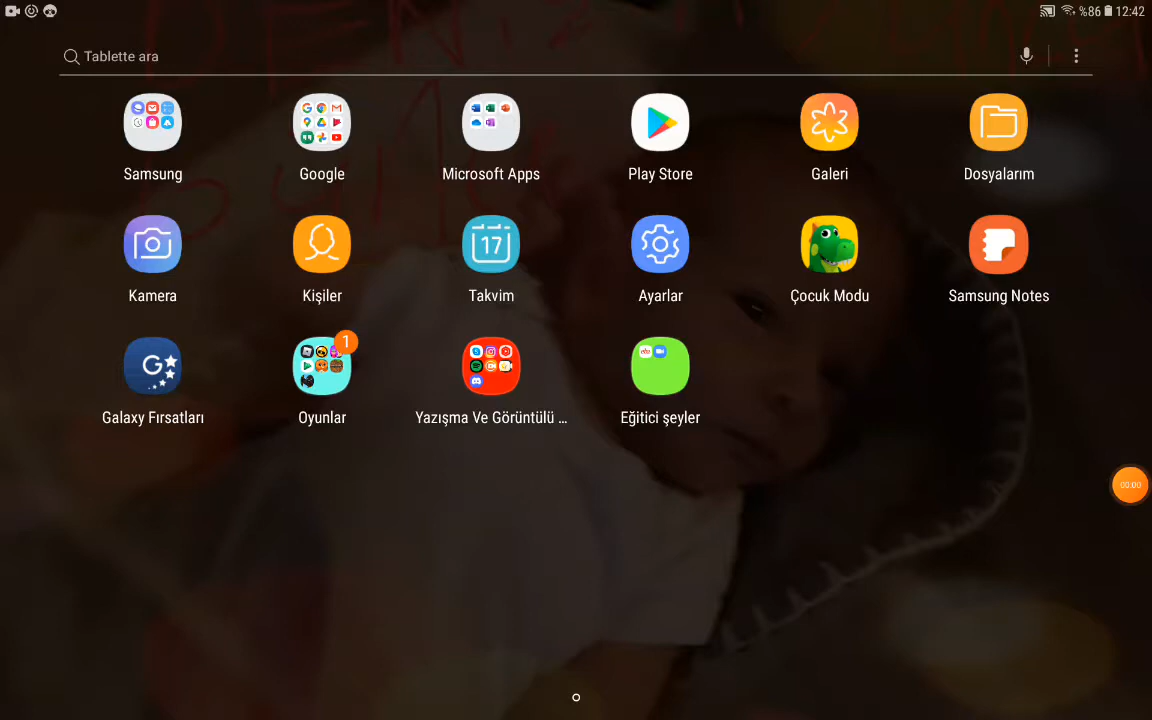 %86 12:42
Tablette ara
Samsung
Google
Microsoft Apps
Play Store
Galeri
Dosyalarım
Kamera
Kişiler
17
Takvim
Ayarlar
Çocuk Modu
Samsung Notes
G
Galaxy Fırsatları
1
Oyunlar
Yazışma Ve Görüntülü ...
Eğitici şeyler
00:00